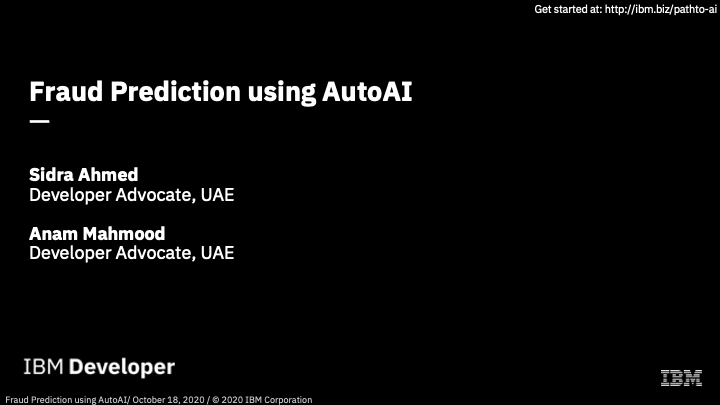 Get started at: http://ibm.biz/pathto-ai
Fraud Prediction using AutoAI
—
Sidra Ahmed
Developer Advocate, UAE
Anam Mahmood
Developer Advocate, UAE
IBM Developer
IBM
Fraud Prediction using AutoAI/ October 18, 2020 / © 2020 IBM Corporation